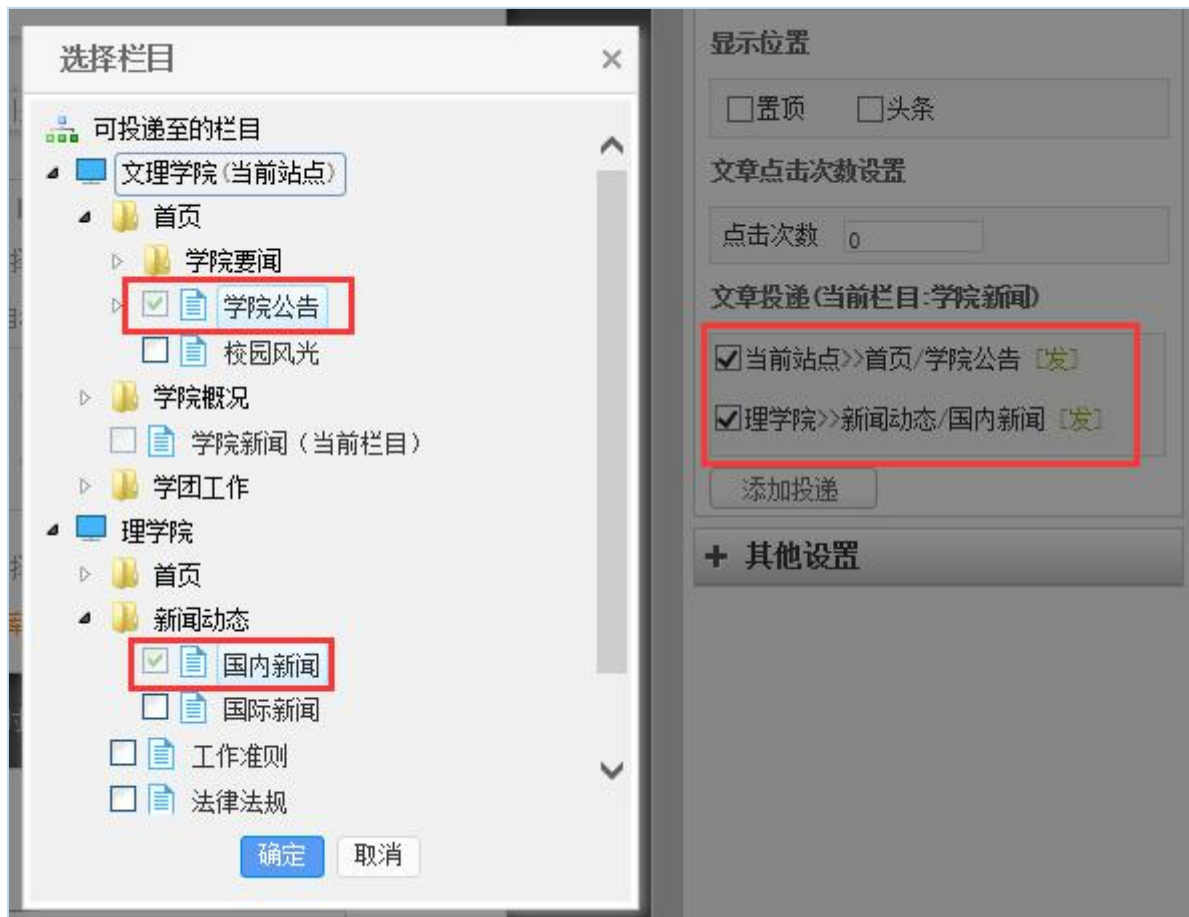 选择栏目
可投递至的栏目
文理学院(当前站点)
首页
学院要闻
学院公告
校园风光
学院概况
学院新闻（当前栏目）
学团工作
理学院
首页
新闻动态
国内新闻
国际新闻
工作准则
法律法规
确定 取消
显示位置
置顶 头条
文章点击次数设置
点击次数 0
文章投递(当前栏目:学院新闻)
当前站点>>首页/学院公告 [发]
理学院>>新闻动态/国内新闻 [发]
添加投递
+ 其他设置